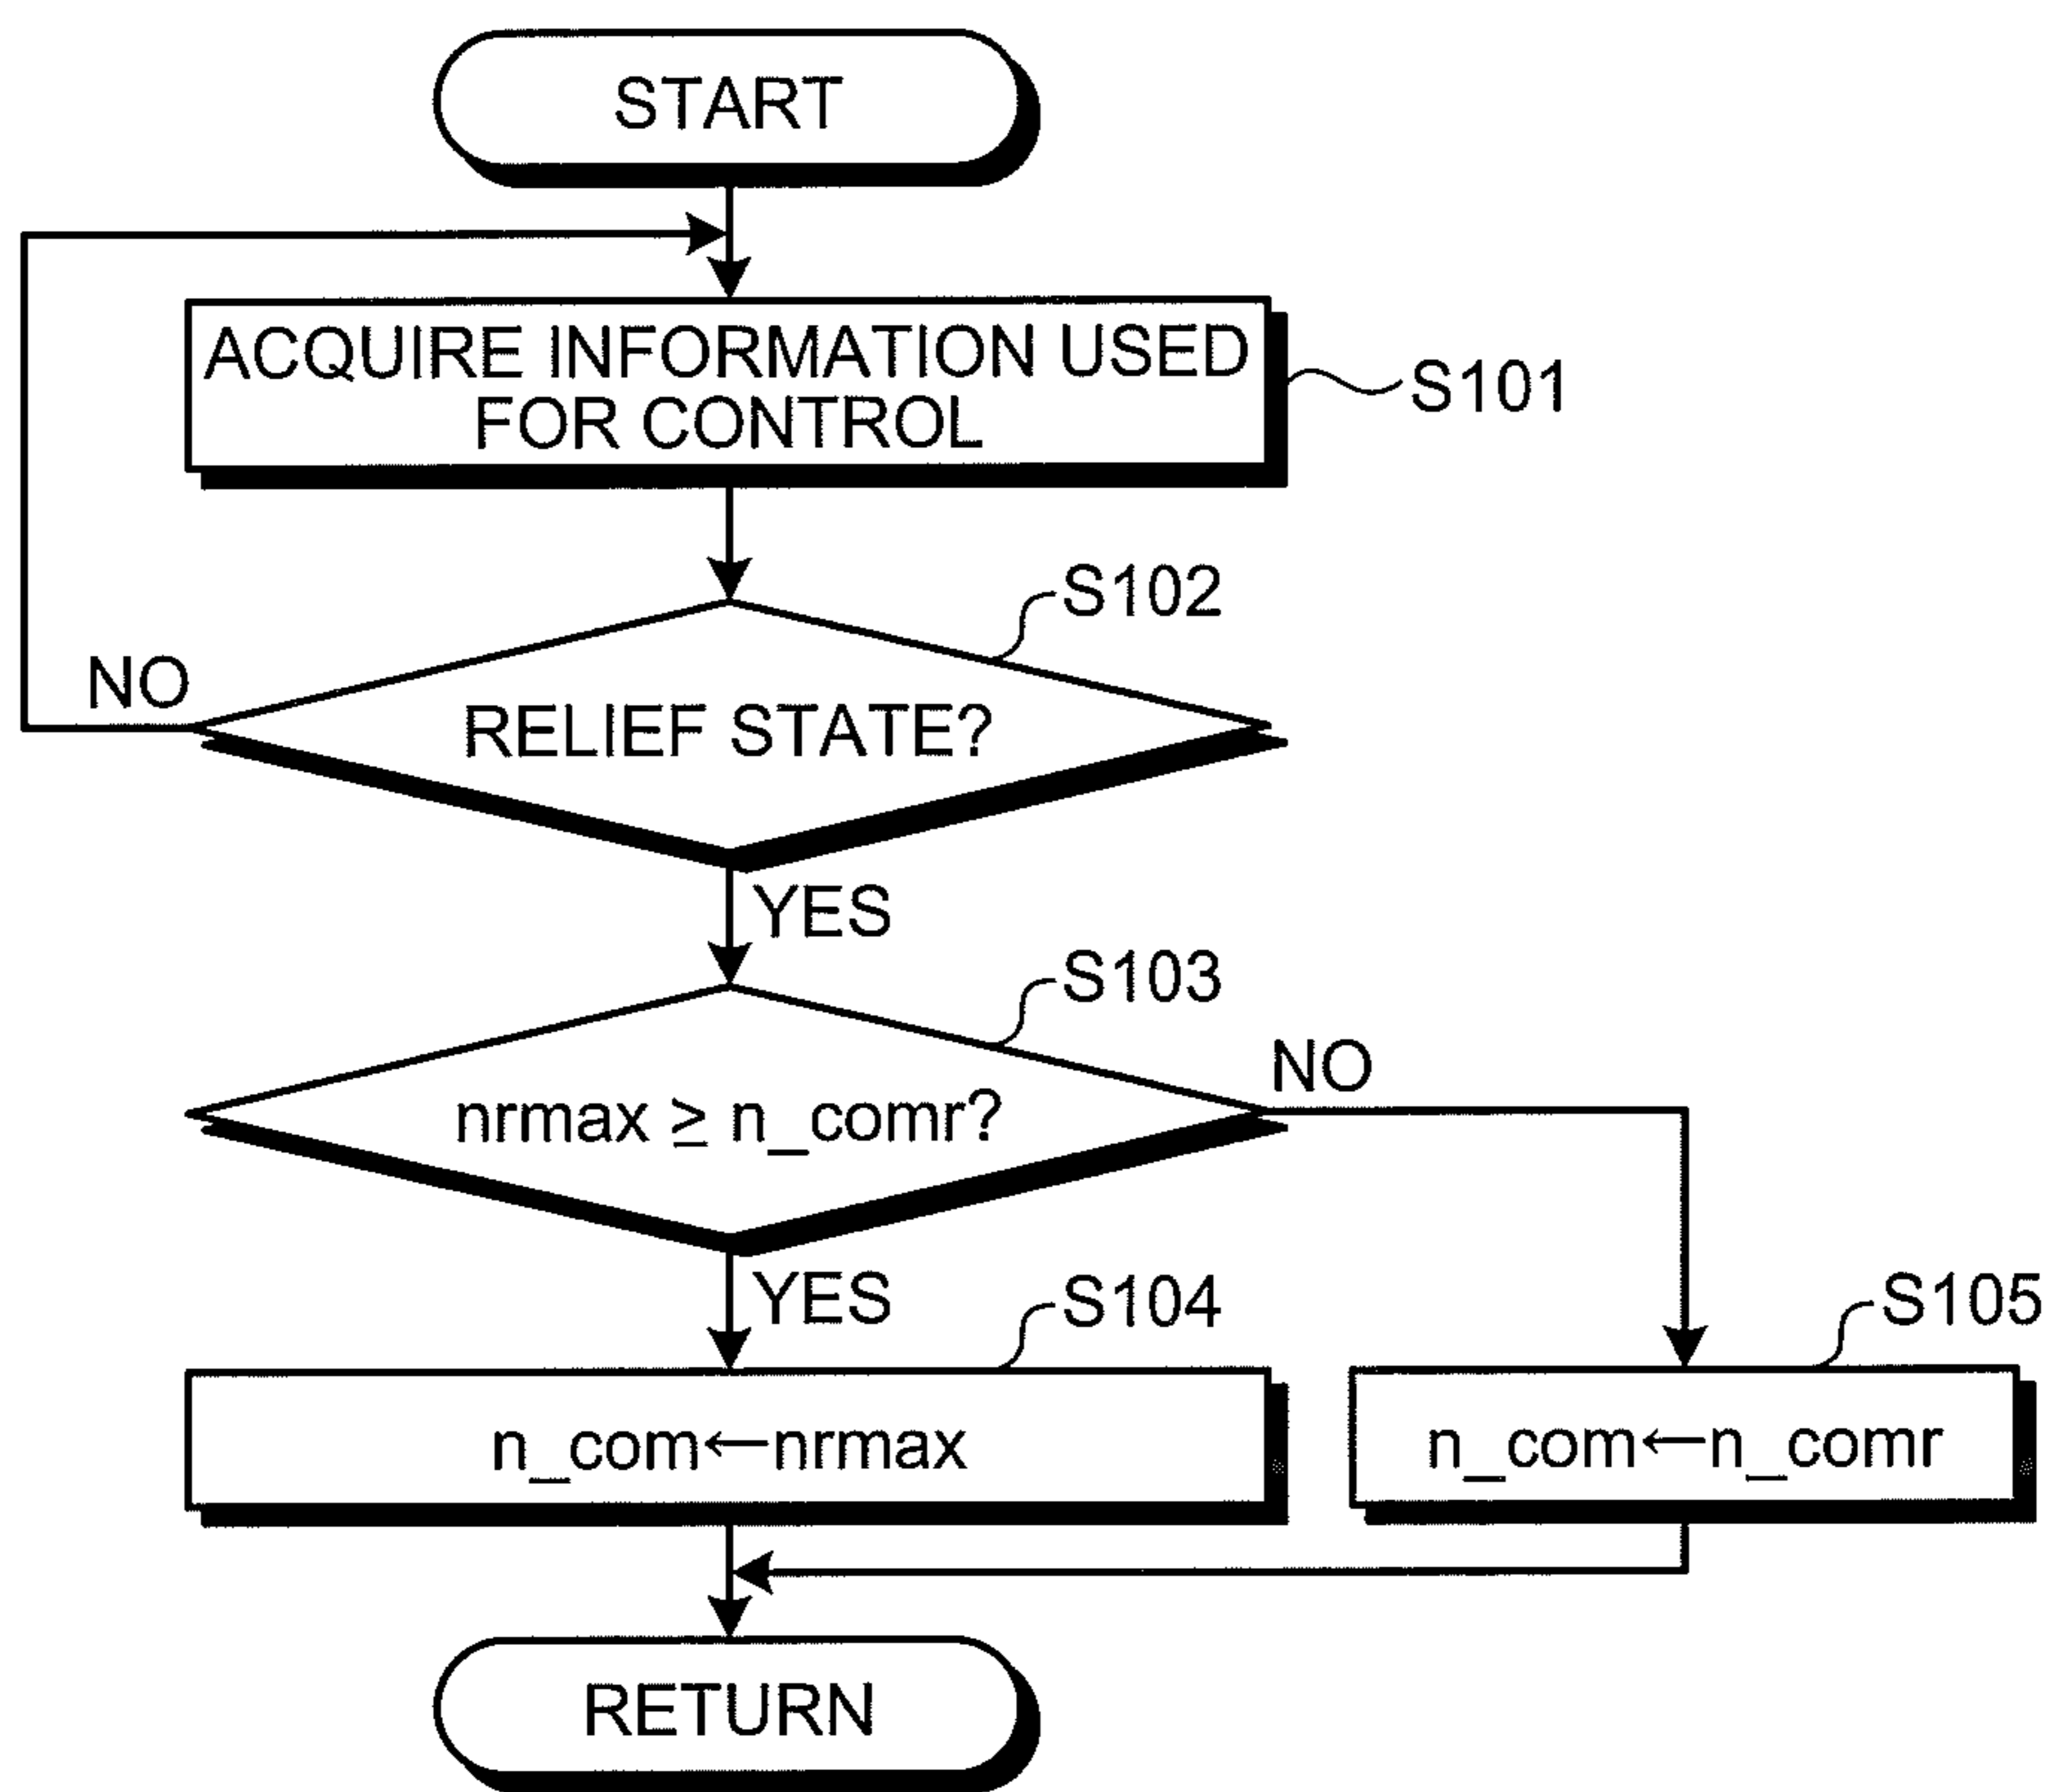 START
ACQUIRE INFORMATION USED
FOR CONTROL
S101
S102
NO
RELIEF STATE?
YES
S103
NO
nrmax ≥ n_comr?
YES
S104
S105
n_com←nrmax
n_com←n_comr
RETURN